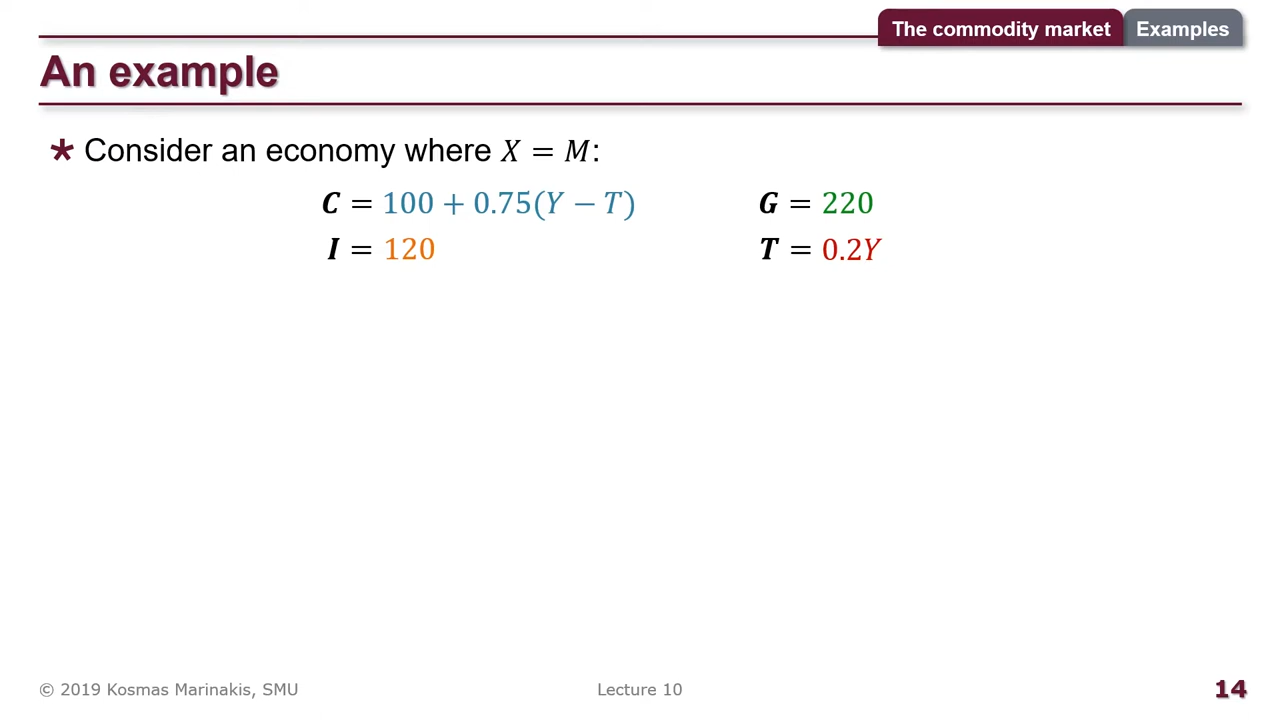 The commodity market Examples
An example
* Consider an economy where X = M:
C = 100 + 0.75(Y − T) G = 220
I = 120 T = 0.2Y
© 2019 Kosmas Marinakis, SMU Lecture 10 14